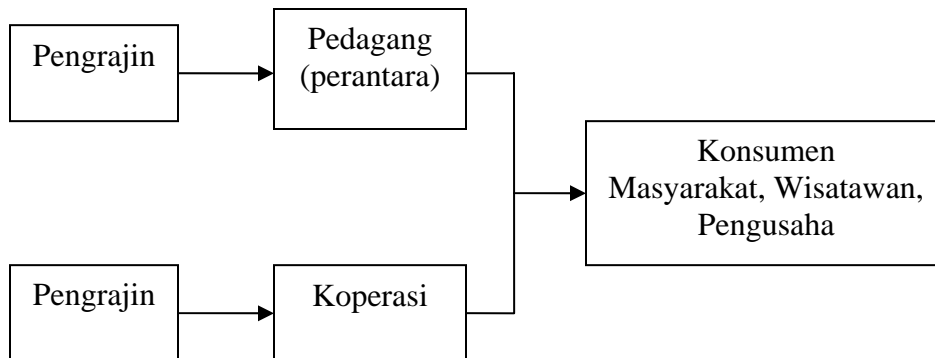 Pengrajin
Pedagang
(perantara)
Konsumen
Masyarakat, Wisatawan,
Pengusaha
Pengrajin
Koperasi